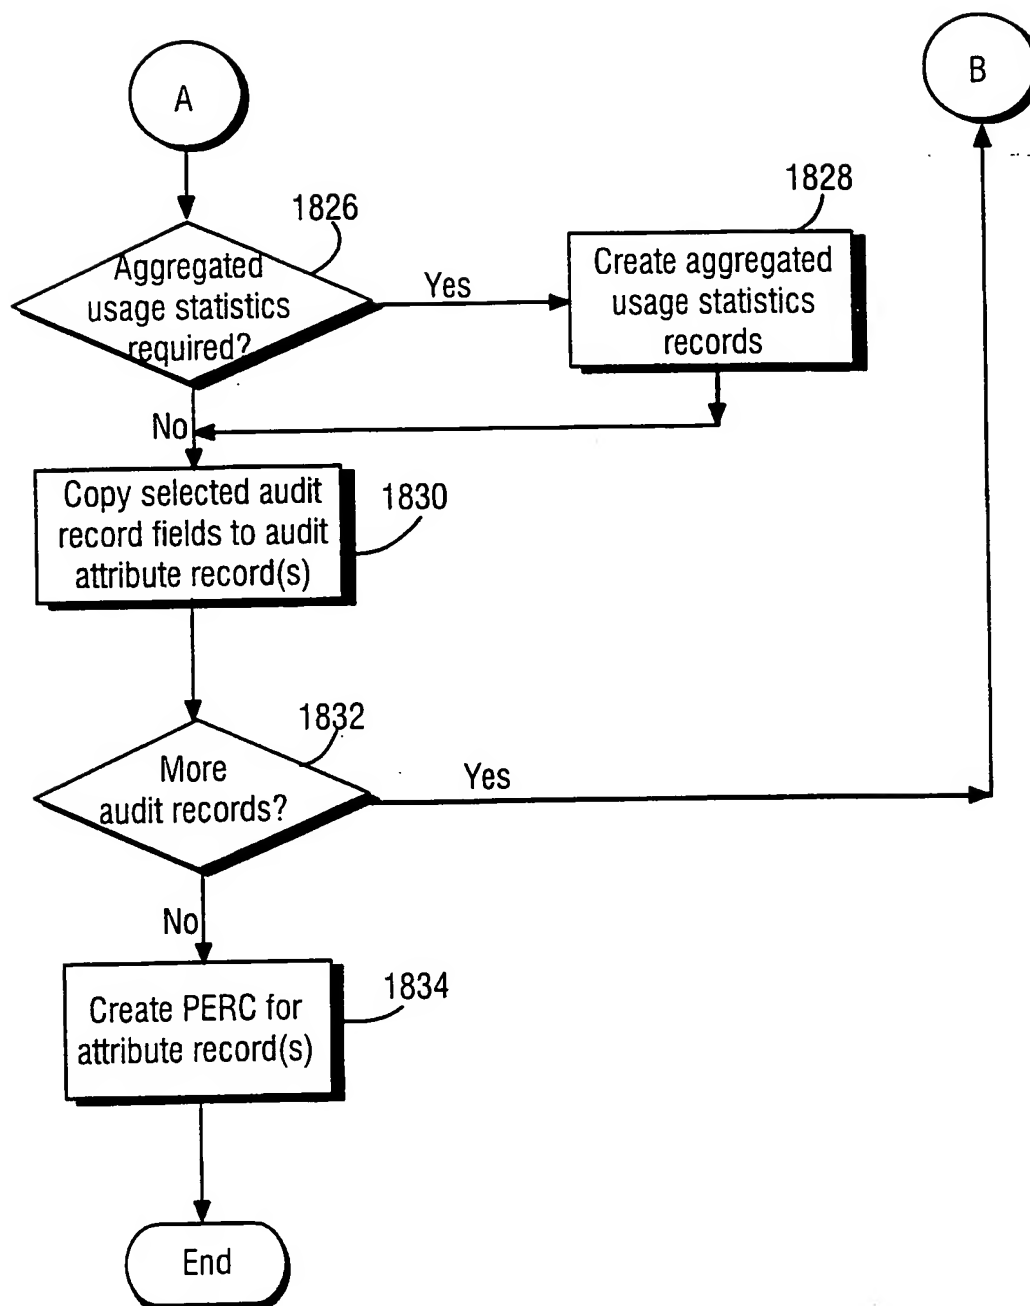 A
B
1826
1828
Aggregated
usage statistics
required?
Yes
Create aggregated
usage statistics
records
No
Copy selected audit
record fields to audit
attribute record(s)
1830
1832
More
audit records?
Yes
No
Create PERC for
attribute record(s)
1834
End